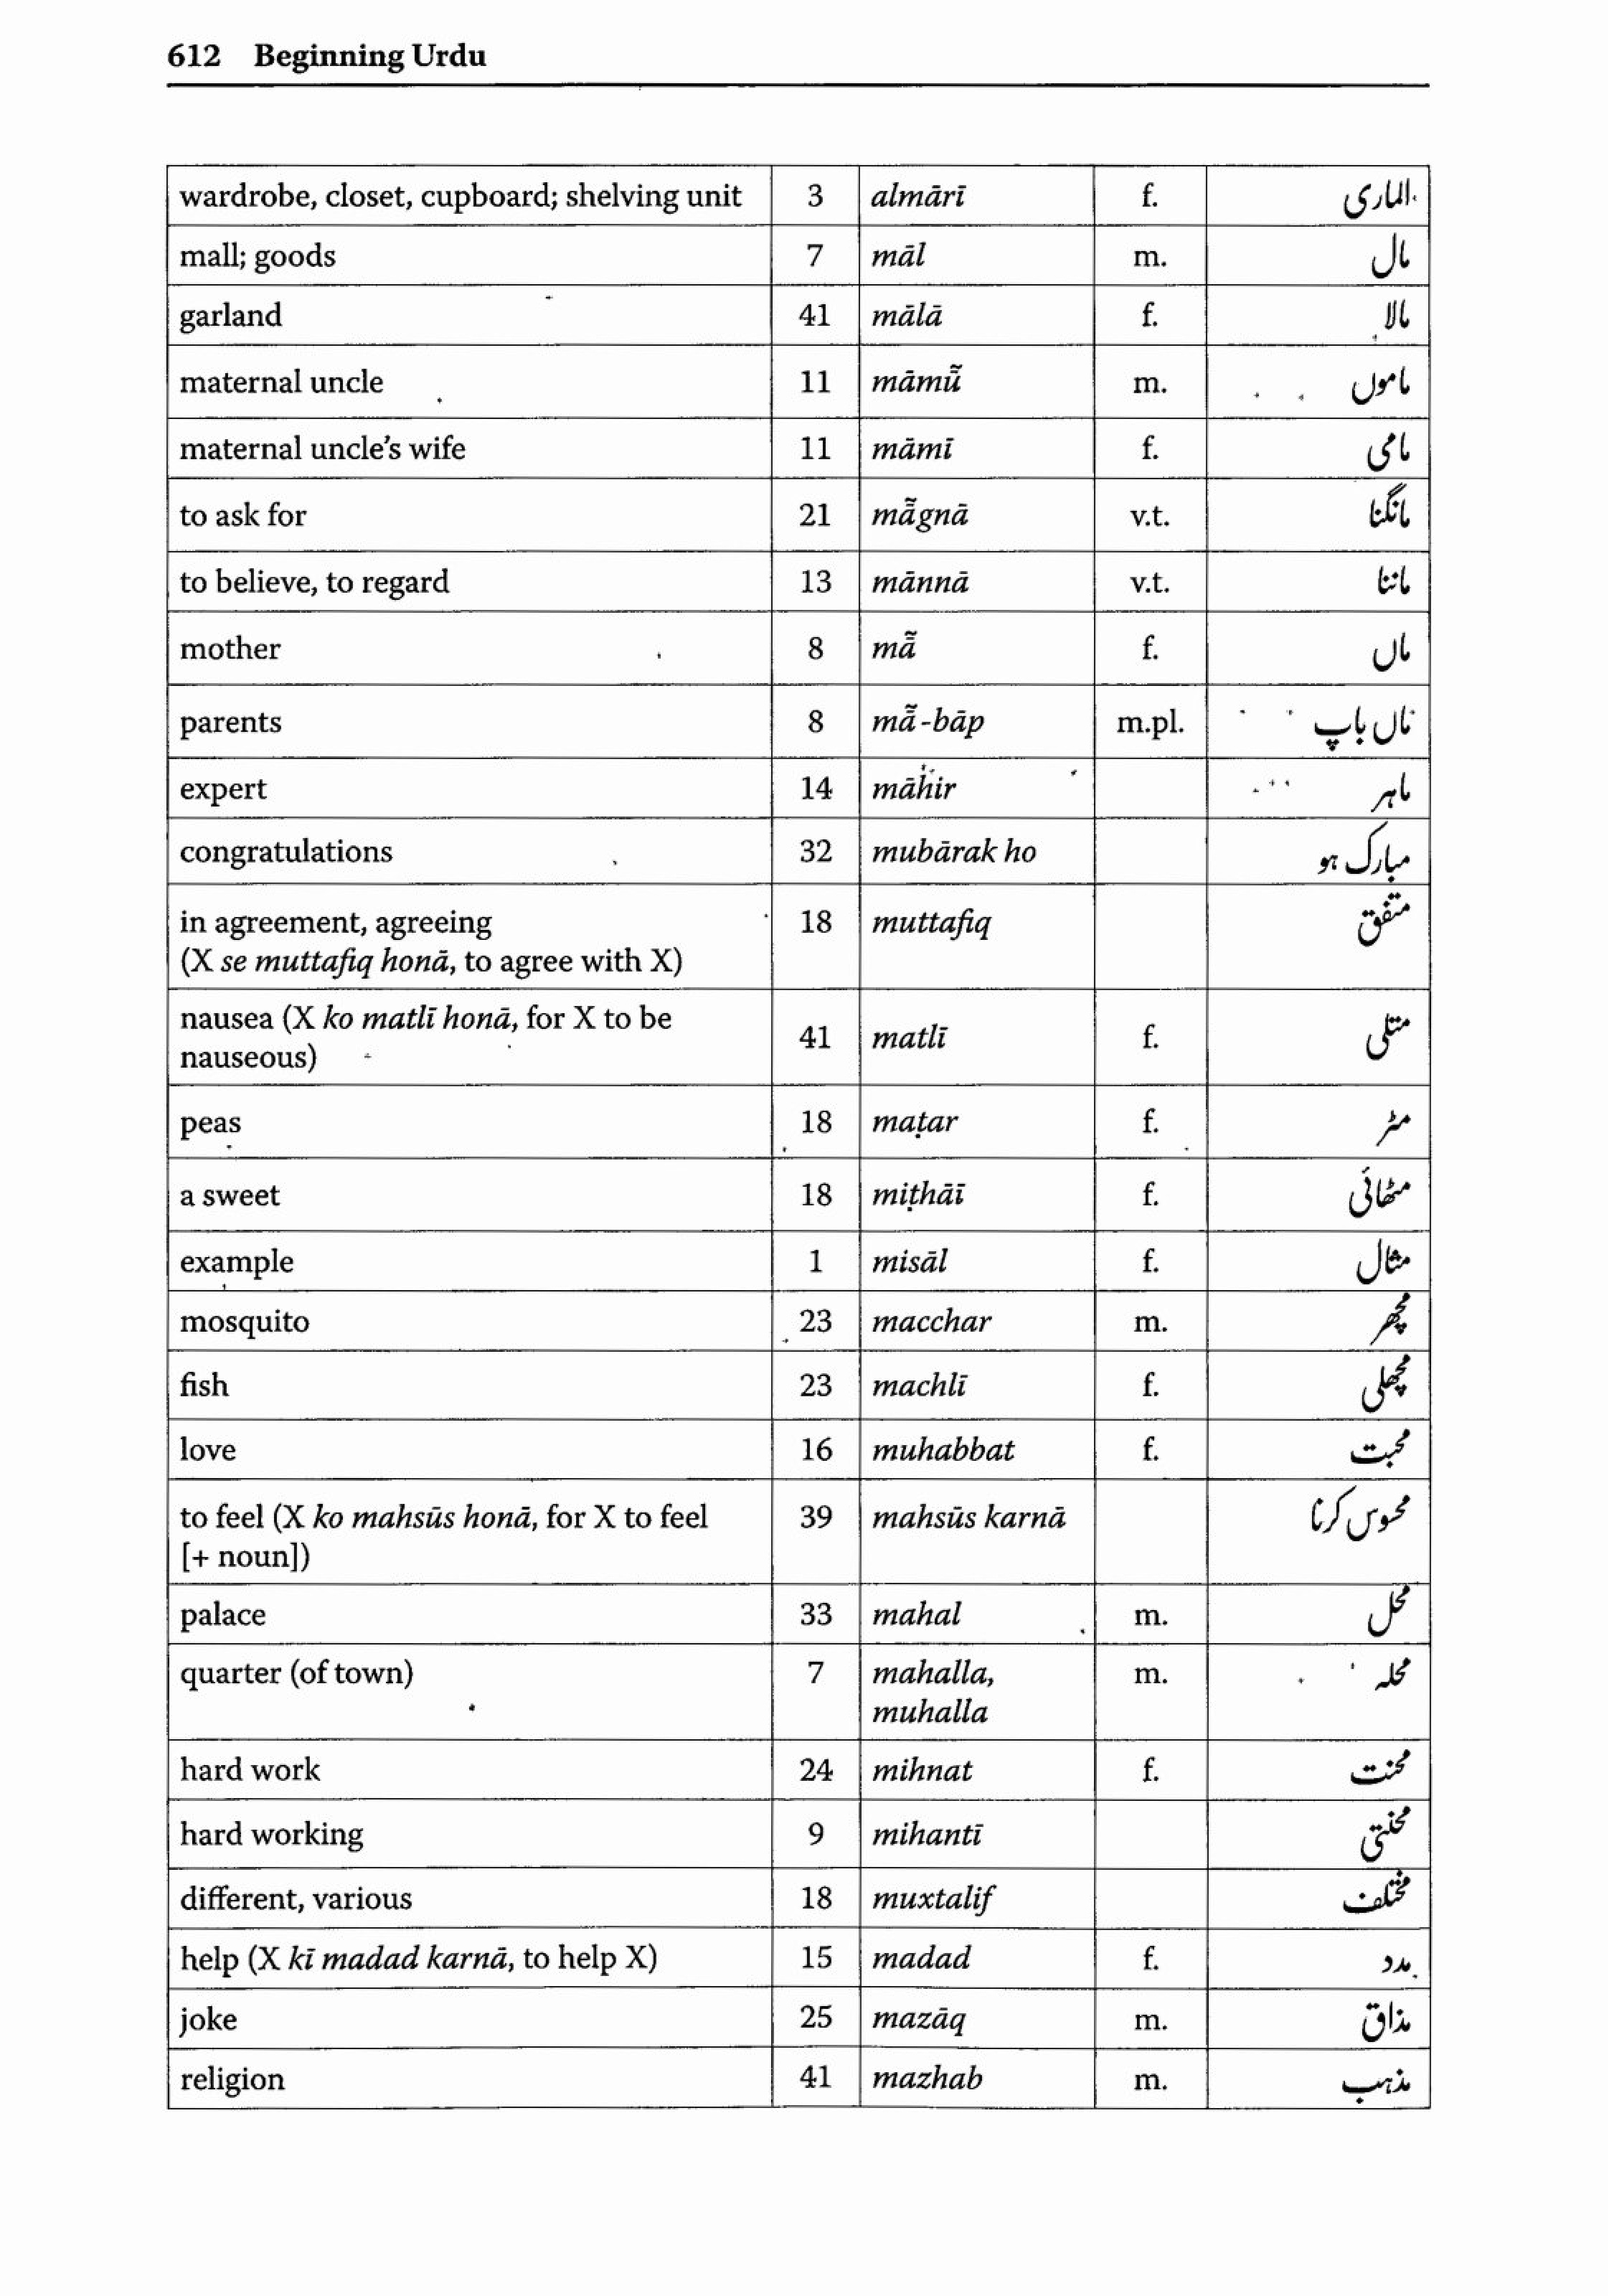 612 Beginning Urdu
wardrobe, closet, cupboard; shelving unit 3 almārī f. الماری
mall; goods 7 māl m. مال
garland 41 mālā f. مالا
maternal uncle 11 māmū̃ m. ماموں
maternal uncle's wife 11 māmī f. مامی
to ask for 21 mā̃gnā v.t. مانگنا
to believe, to regard 13 mānnā v.t. ماننا
mother 8 mā̃ f. ماں
parents 8 mā̃-bāp m.pl. ماں باپ
expert 14 māhir ماہر
congratulations 32 mubārak ho مبارک ہو
in agreement, agreeing 18 muttafiq متفق
(X se muttafiq honā, to agree with X)
nausea (X ko matlī honā, for X to be
nauseous) 41 matlī f. متلی
peas 18 maṭar f. مٹر
a sweet 18 miṭhāī f. مٹھائی
example 1 misāl f. مثال
mosquito 23 macchar m. مچھر
fish 23 machlī f. مچھلی
love 16 muhabbat f. محبت
to feel (X ko mahsūs honā, for X to feel 39 mahsūs karnā محسوس کرنا
[+ noun])
palace 33 mahal m. محل
quarter (of town) 7 mahalla, m. محلہ
muhalla
hard work 24 mihnat f. محنت
hard working 9 mihantī محنتی
different, various 18 muxtalif مختلف
help (X kī madad karnā, to help X) 15 madad f. مدد
joke 25 mazāq m. مذاق
religion 41 mazhab m. مذہب